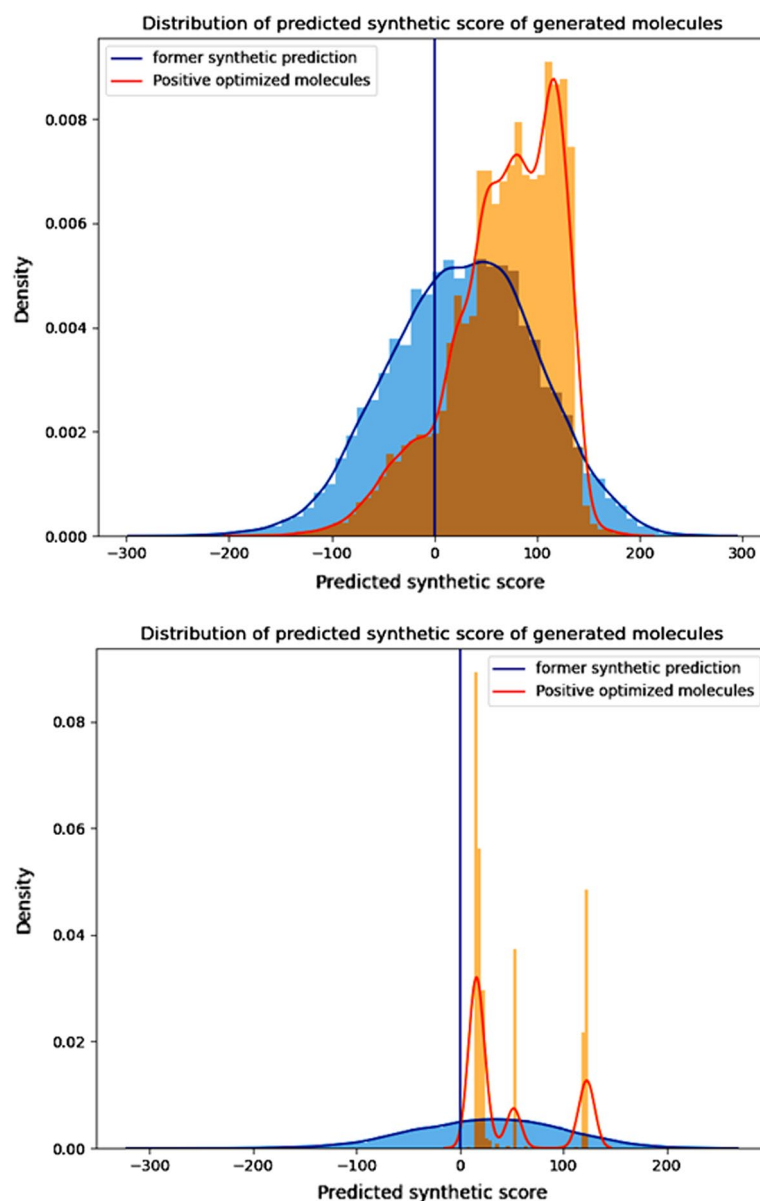 Distribution of predicted synthetic score of generated molecules
former synthetic prediction
Positive optimized molecules
0.008
0.006
0.004
0.002
0.000
Density
−300 −200 −100 0 100 200 300
Predicted synthetic score
Distribution of predicted synthetic score of generated molecules
former synthetic prediction
Positive optimized molecules
0.08
0.06
0.04
0.02
0.00
Density
−300 −200 −100 0 100 200
Predicted synthetic score